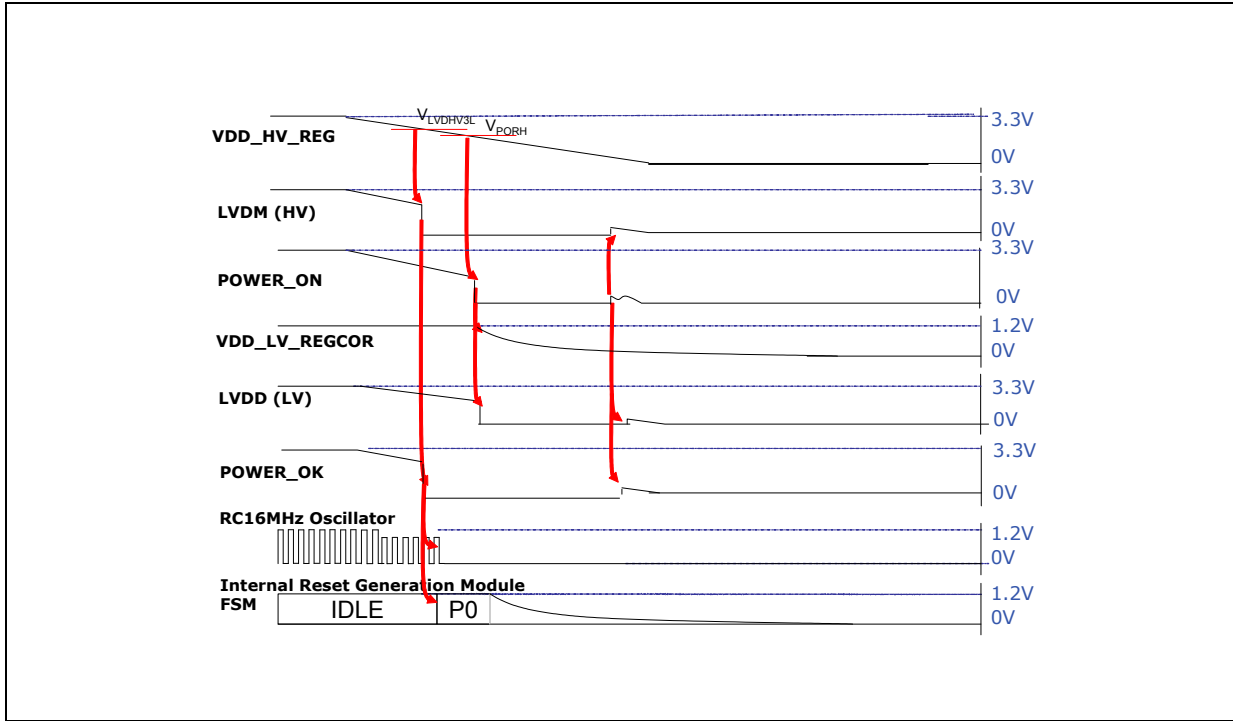 V_LVDHV3L
V_PORH
VDD_HV_REG
3.3V
0V
LVDM (HV)
3.3V
0V
POWER_ON
3.3V
0V
VDD_LV_REGCOR
1.2V
0V
LVDD (LV)
3.3V
0V
POWER_OK
3.3V
0V
RC16MHz Oscillator
1.2V
0V
Internal Reset Generation Module
FSM
IDLE
P0
1.2V
0V